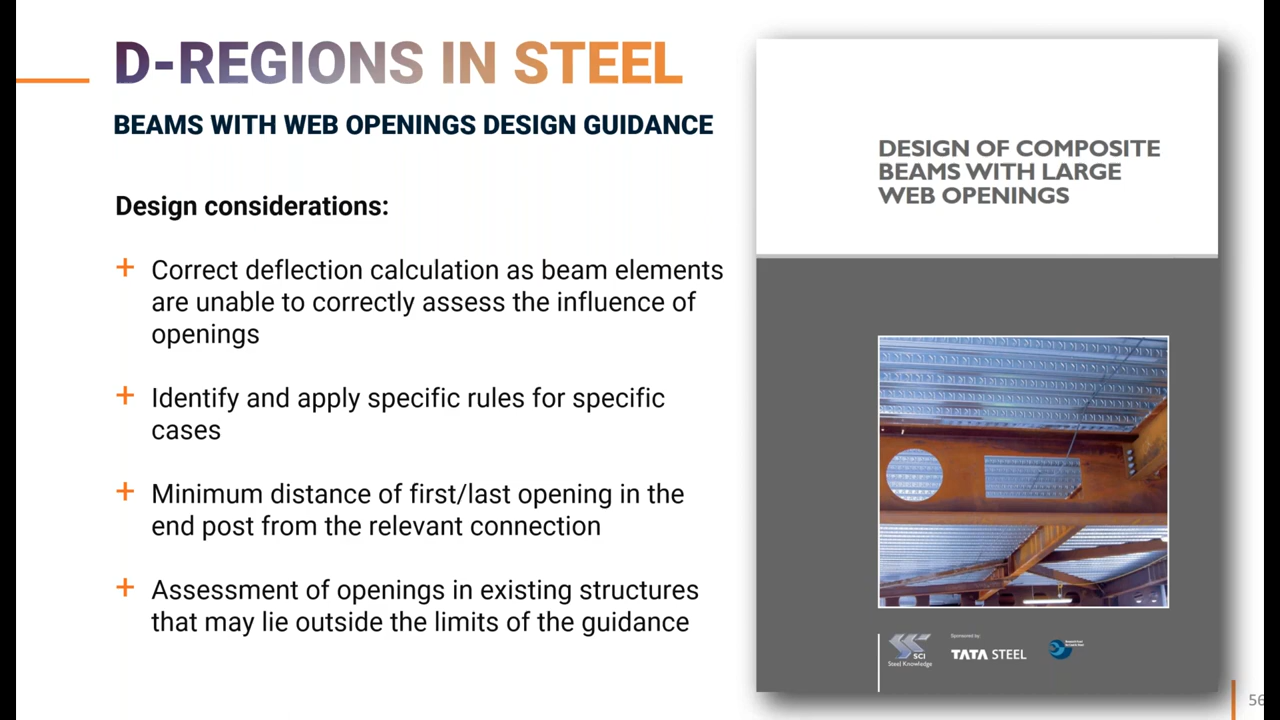 D-REGIONS IN STEEL
BEAMS WITH WEB OPENINGS DESIGN GUIDANCE
Design considerations:
+ Correct deflection calculation as beam elements
are unable to correctly assess the influence of
openings
+ Identify and apply specific rules for specific
cases
+ Minimum distance of first/last opening in the
end post from the relevant connection
+ Assessment of openings in existing structures
that may lie outside the limits of the guidance
DESIGN OF COMPOSITE
BEAMS WITH LARGE
WEB OPENINGS
SCI
Steel Knowledge
Sponsored by:
TATA STEEL
56